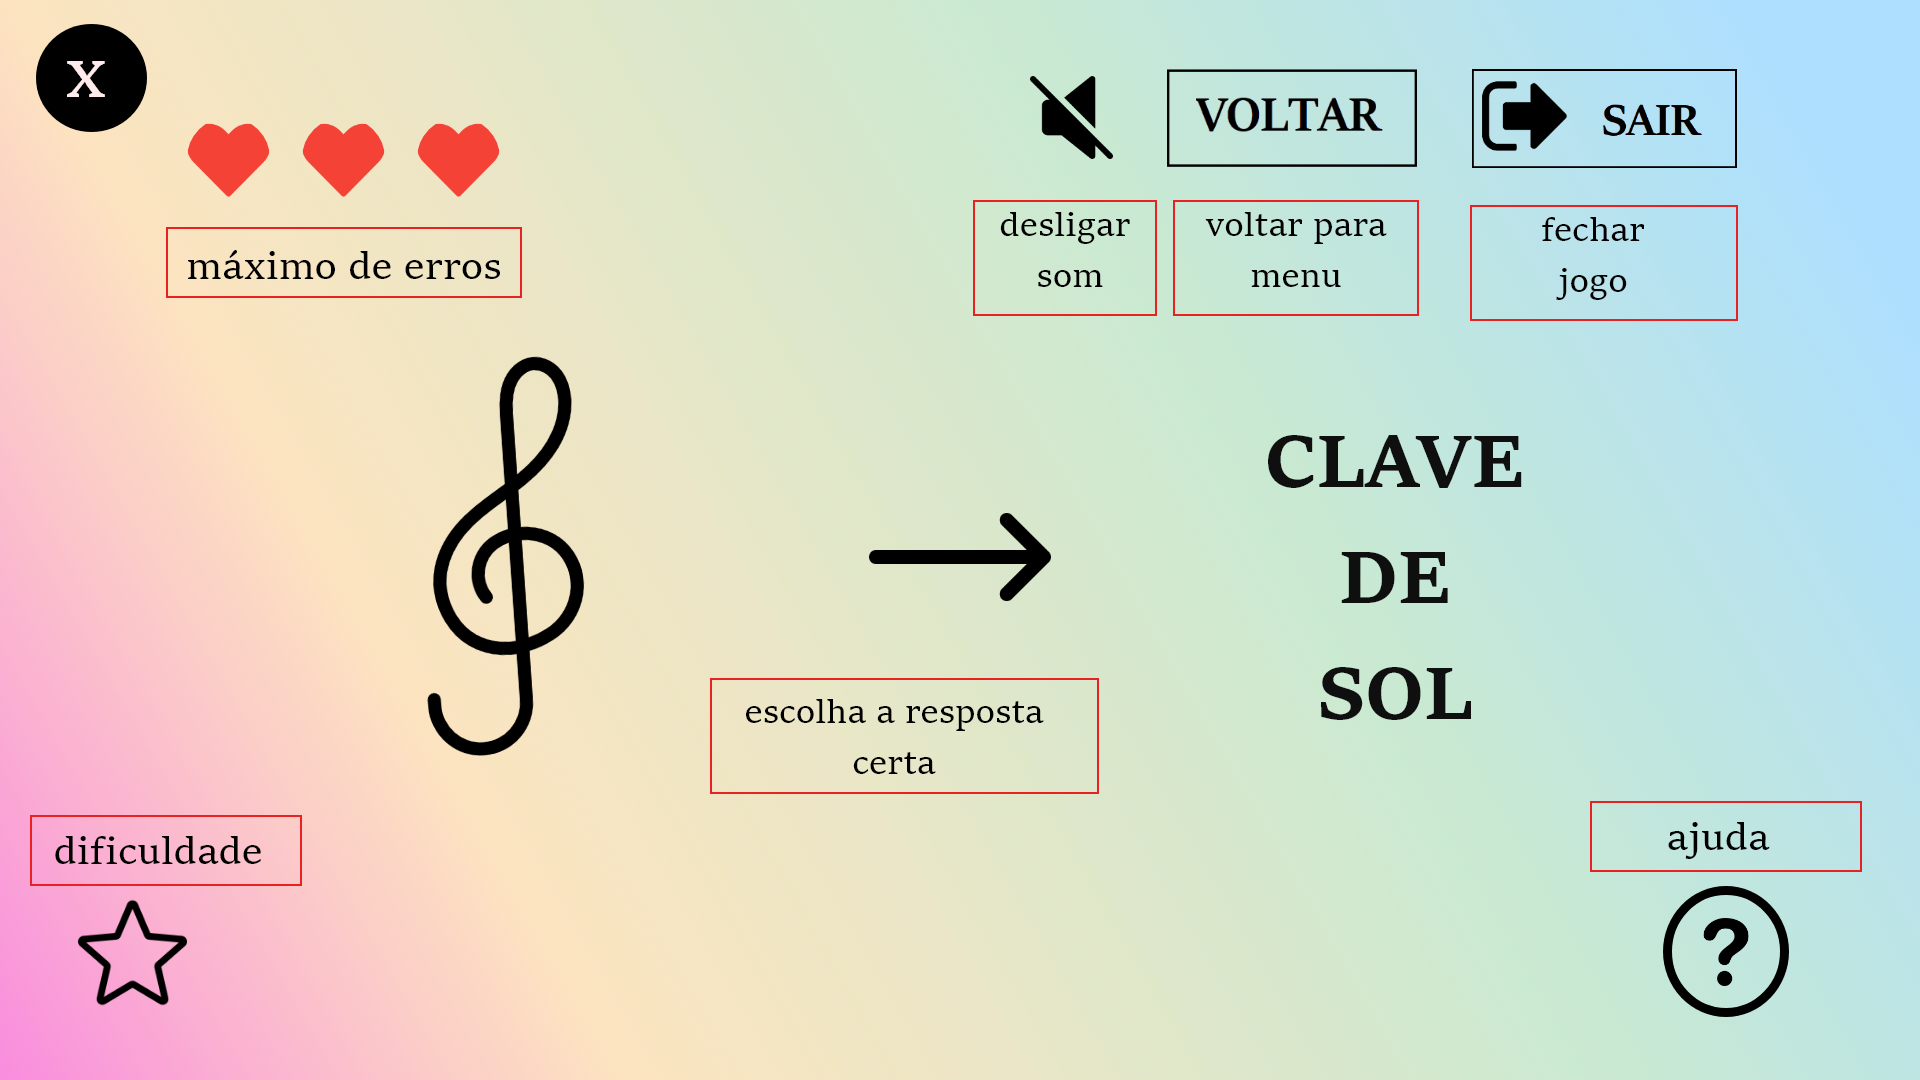 X
VOLTAR
SAIR
máximo de erros
desligar
som
voltar para
menu
fechar
jogo
CLAVE
DE
SOL
escolha a resposta
certa
dificuldade
ajuda
?